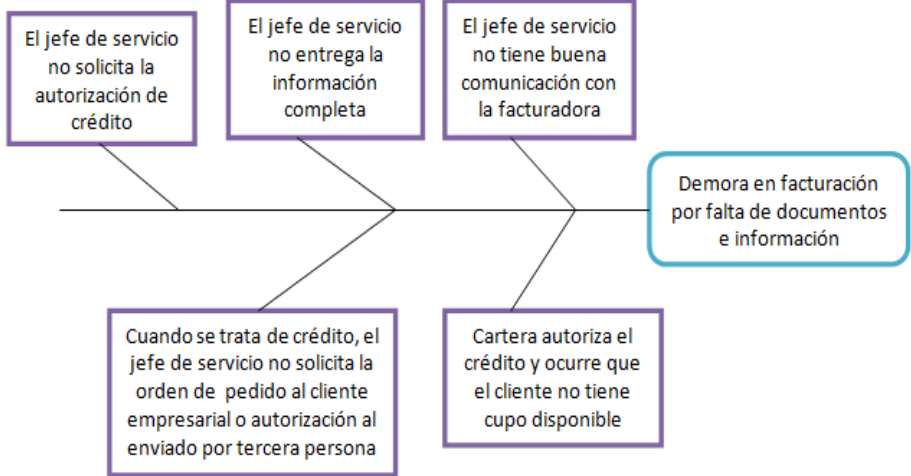 El jefe de servicio
no solicita la
autorización de
crédito
El jefe de servicio
no entrega la
información
completa
El jefe de servicio
no tiene buena
comunicación con
la facturadora
Demora en facturación
por falta de documentos
e información
Cuando se trata de crédito, el
jefe de servicio no solicita la
orden de pedido al cliente
empresarial o autorización al
enviado por tercera persona
Cartera autoriza el
crédito y ocurre que
el cliente no tiene
cupo disponible